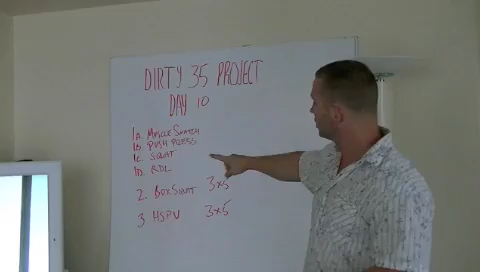 DIRTY 35 PROJECT
DAY 10
1A. MUSCLE SNATCH
1B. PUSH PRESS
1C. SQUAT
1D. RDL
2. BOX SQUAT 3x5
3 HSPU 3x5